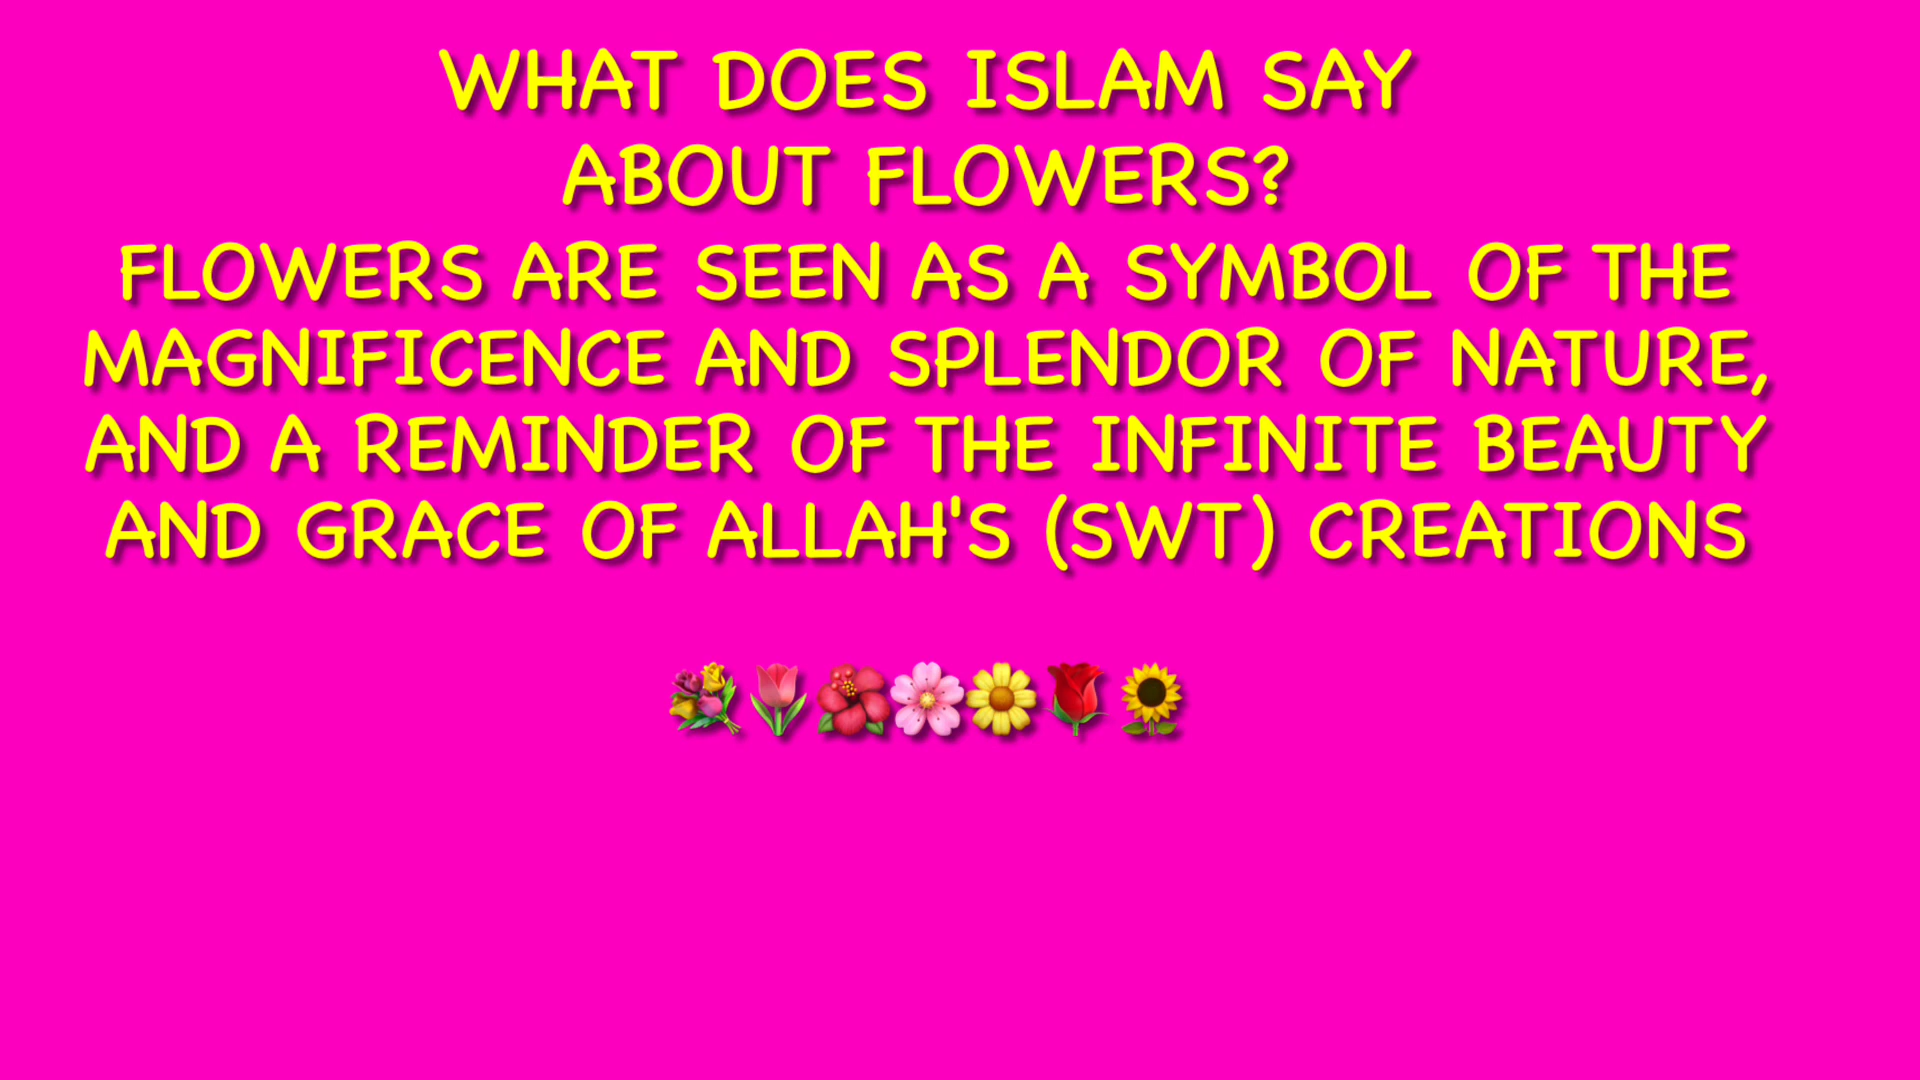 WHAT DOES ISLAM SAY
ABOUT FLOWERS?
FLOWERS ARE SEEN AS A SYMBOL OF THE
MAGNIFICENCE AND SPLENDOR OF NATURE,
AND A REMINDER OF THE INFINITE BEAUTY
AND GRACE OF ALLAH'S (SWT) CREATIONS